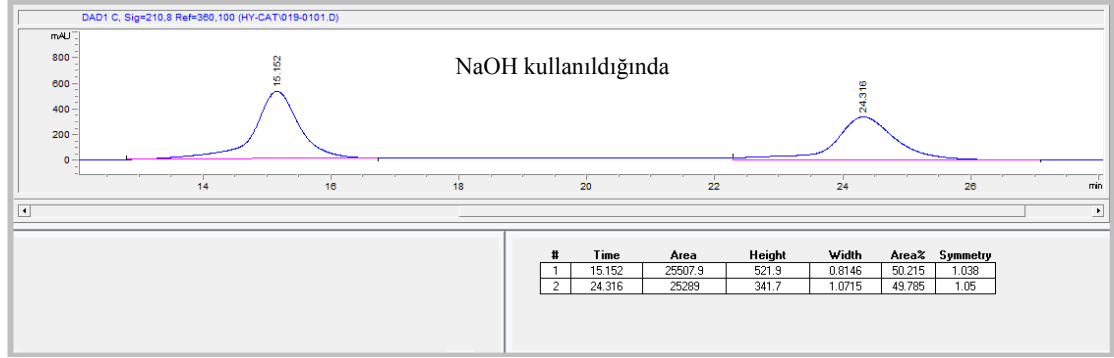 DAD1 C, Sig=210,8 Ref=360,100 (HY-CAT\019-0101.D)
mAU
NaOH kullanıldığında
15.152
24.316
800
600
400
200
0
14 16 18 20 22 24 26 min
# Time Area Height Width Area% Symmetry
1 15.152 25507.9 521.9 0.8146 50.215 1.038
2 24.316 25289 341.7 1.0715 49.785 1.05